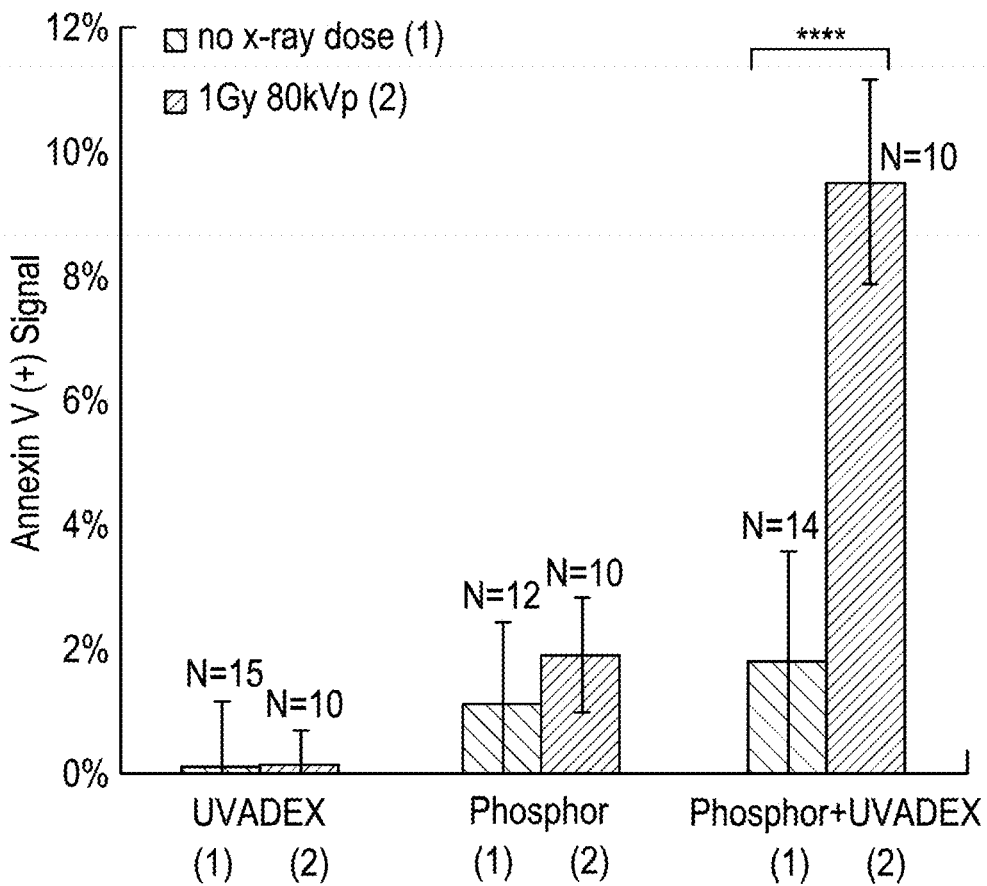 12%
no x-ray dose (1)
****
1Gy 80kVp (2)
10%
N=10
8%
Annexin V (+) Signal
6%
4%
N=14
N=12
N=10
2%
N=15
N=10
0%
UVADEX
Phosphor
Phosphor+UVADEX
(1)
(2)
(1)
(2)
(1)
(2)